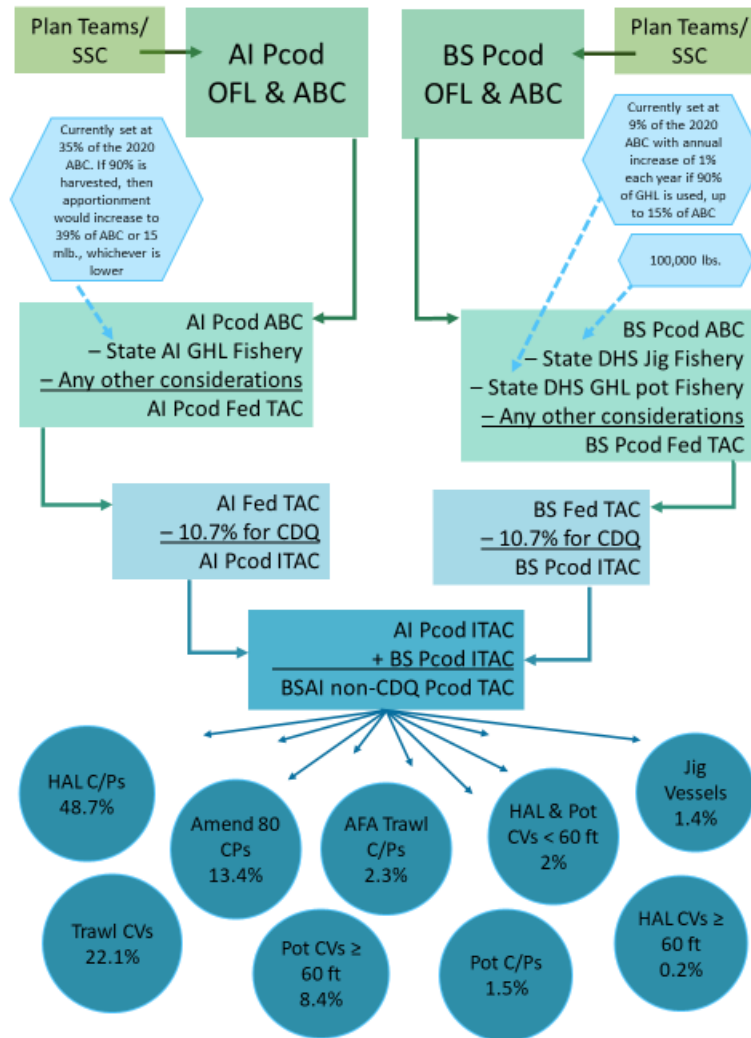 Plan Teams/
SSC
AI Pcod
OFL & ABC
BS Pcod
OFL & ABC
Plan Teams/
SSC
Currently set at
35% of the 2020
ABC. If 90% is
harvested, then
apportionment
would increase to
39% of ABC or 15
mlb., whichever is
lower
Currently set at
9% of the 2020
ABC with annual
increase of 1%
each year if 90%
of GHL is used, up
to 15% of ABC
100,000 lbs.
AI Pcod ABC
– State AI GHL Fishery
– Any other considerations
AI Pcod Fed TAC
BS Pcod ABC
– State DHS Jig Fishery
– State DHS GHL pot Fishery
– Any other considerations
BS Pcod Fed TAC
AI Fed TAC
– 10.7% for CDQ
AI Pcod ITAC
BS Fed TAC
– 10.7% for CDQ
BS Pcod ITAC
AI Pcod ITAC
+ BS Pcod ITAC
BSAI non-CDQ Pcod TAC
HAL C/Ps
48.7%
Amend 80
CPs
13.4%
AFA Trawl
C/Ps
2.3%
HAL & Pot
CVs < 60 ft
2%
Jig
Vessels
1.4%
Trawl CVs
22.1%
Pot CVs ≥
60 ft
8.4%
Pot C/Ps
1.5%
HAL CVs ≥
60 ft
0.2%